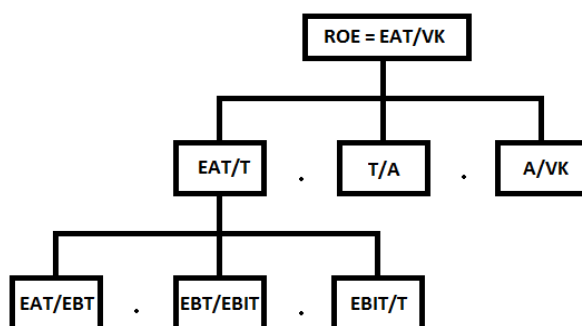 ROE = EAT/VK
EAT/T . T/A . A/VK
EAT/EBT . EBT/EBIT . EBIT/T